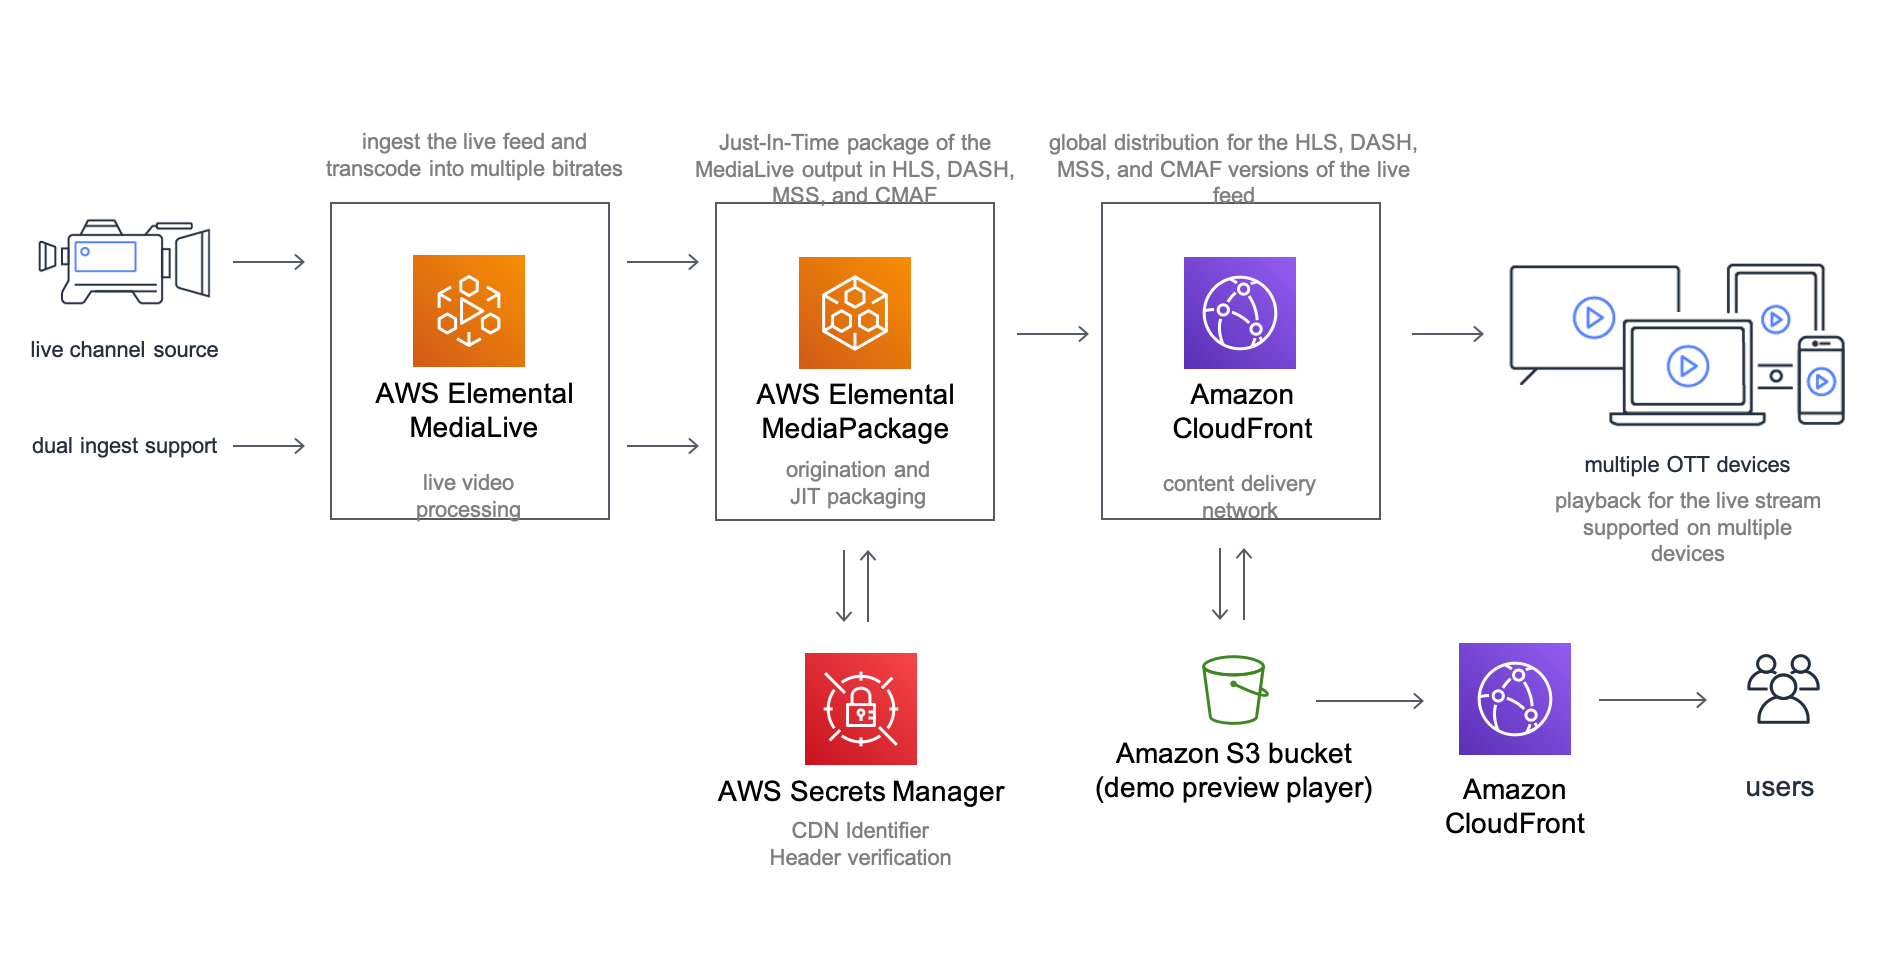 ingest the live feed and
transcode into multiple bitrates
Just-In-Time package of the
MediaLive output in HLS, DASH,
MSS, and CMAF
global distribution for the HLS, DASH,
MSS, and CMAF versions of the live
feed
live channel source
dual ingest support
AWS Elemental
MediaLive
live video
processing
AWS Elemental
MediaPackage
origination and
JIT packaging
Amazon
CloudFront
content delivery
network
multiple OTT devices
playback for the live stream
supported on multiple
devices
AWS Secrets Manager
CDN Identifier
Header verification
Amazon S3 bucket
(demo preview player)
Amazon
CloudFront
users